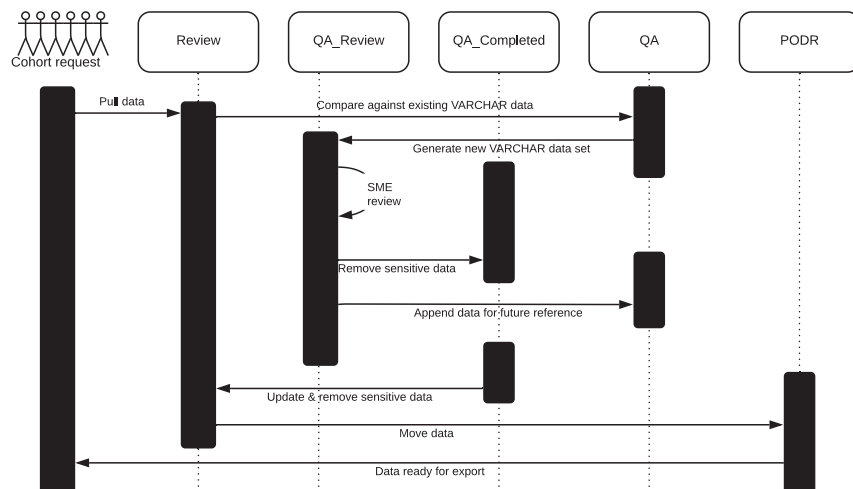 Cohort request
Review
QA_Review
QA_Completed
QA
PODR
Pull data
Compare against existing VARCHAR data
Generate new VARCHAR data set
SME
review
Remove sensitive data
Append data for future reference
Update & remove sensitive data
Move data
Data ready for export